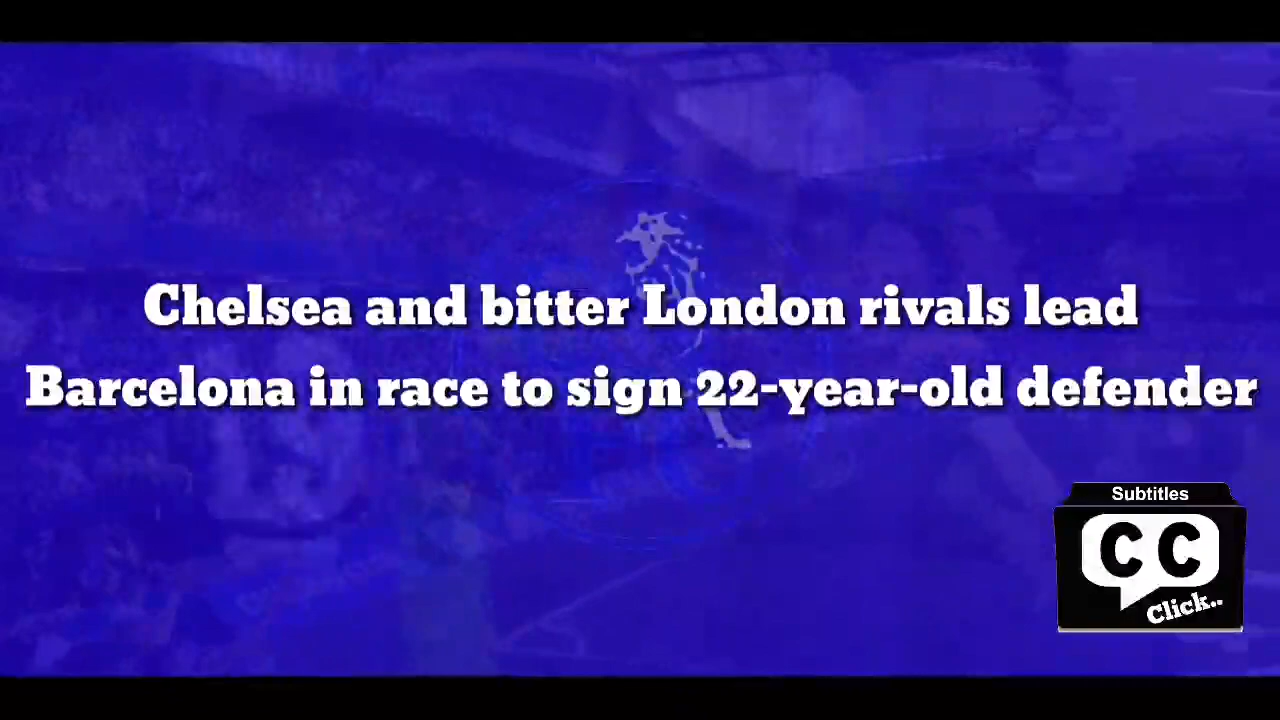 Chelsea and bitter London rivals lead
Barcelona in race to sign 22-year-old defender
Subtitles
CC
Click..